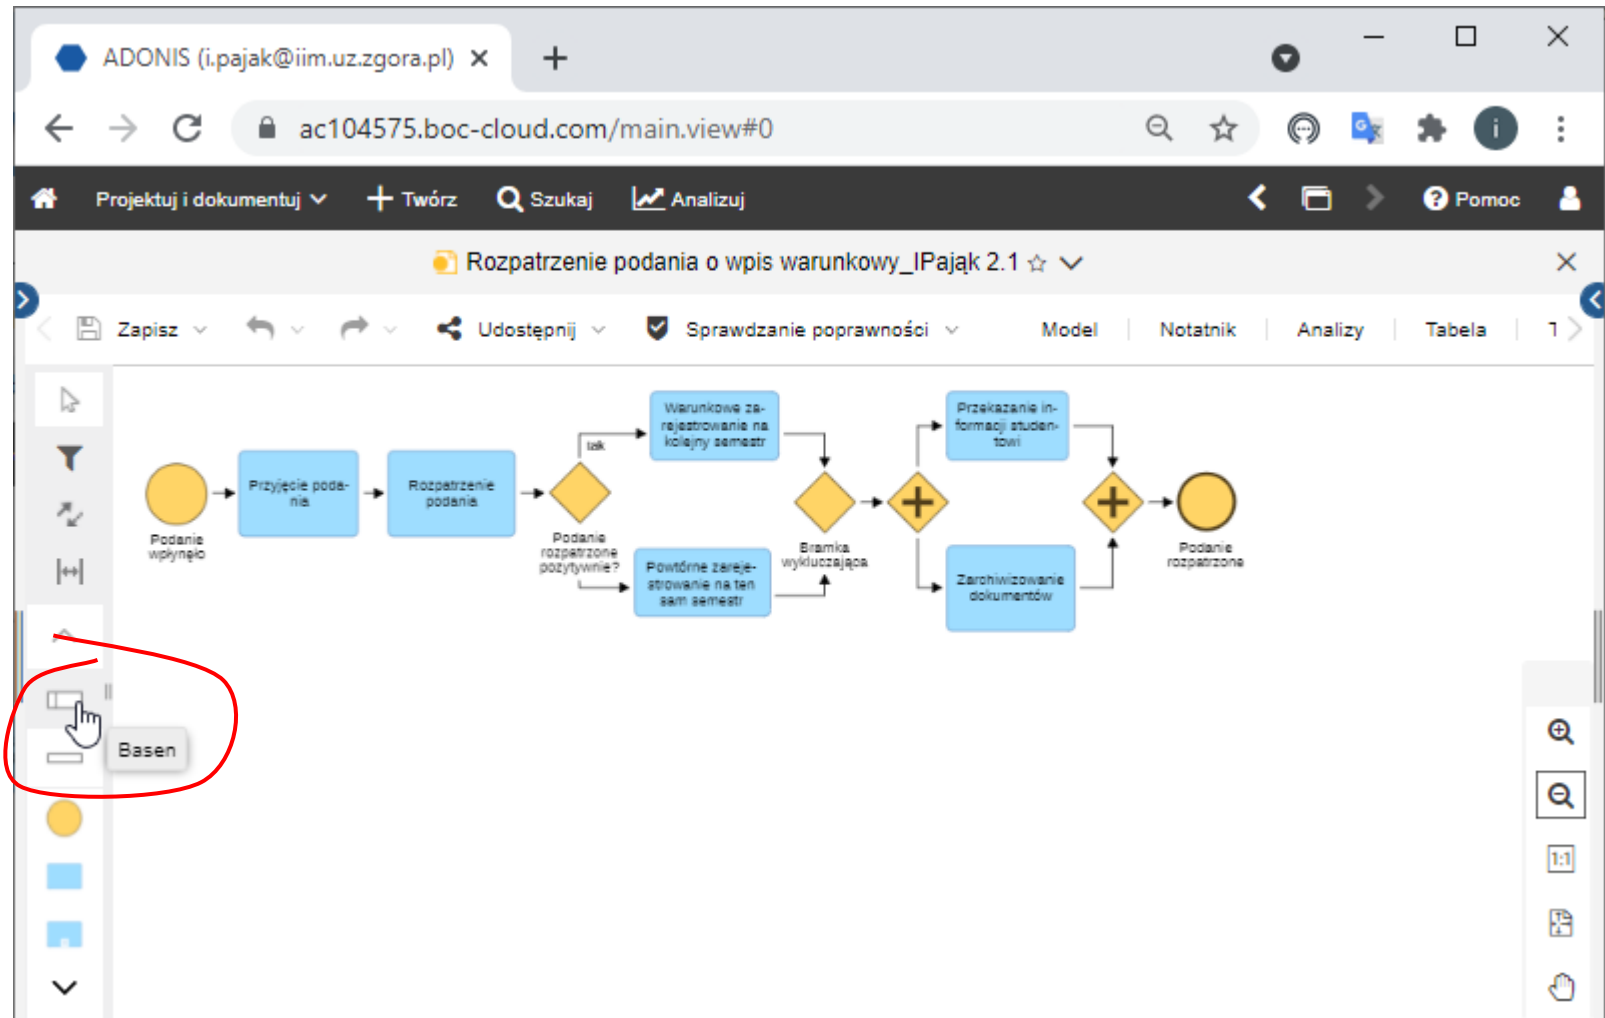 ADONIS (i.pajak@iim.uz.zgora.pl)
ac104575.boc-cloud.com/main.view#0
i
Projektuj i dokumentuj
Twórz
Szukaj
Analizuj
Pomoc
Rozpatrzenie podania o wpis warunkowy_IPająk 2.1
Zapisz
Udostępnij
Sprawdzanie poprawności
Model
Notatnik
Analizy
Tabela
T
Podanie
wpłynęło
Przyjęcie poda-
nia
Rozpatrzenie
podania
Podanie
rozpatrzone
pozytywnie?
tak
Warunkowe za-
rejestrowanie na
kolejny semestr
Powtórne zareje-
strowanie na ten
sam semestr
Bramka
wykluczająca
Przekazanie in-
formacji studen-
towi
Zarchiwizowanie
dokumentów
Podanie
rozpatrzone
Basen
1:1